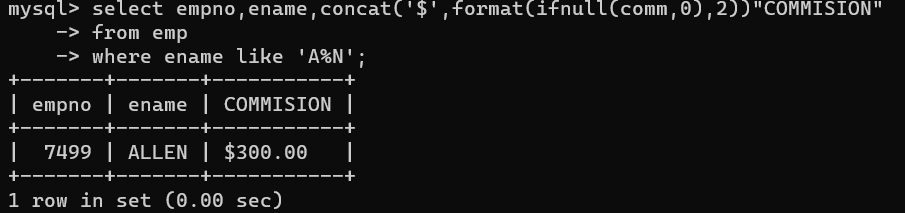 mysql> select empno,ename,concat('$',format(ifnull(comm,0),2))"COMMISION"
    -> from emp
    -> where ename like 'A%N';
+-------+-------+-----------+
| empno | ename | COMMISION |
+-------+-------+-----------+
|  7499 | ALLEN | $300.00   |
+-------+-------+-----------+
1 row in set (0.00 sec)